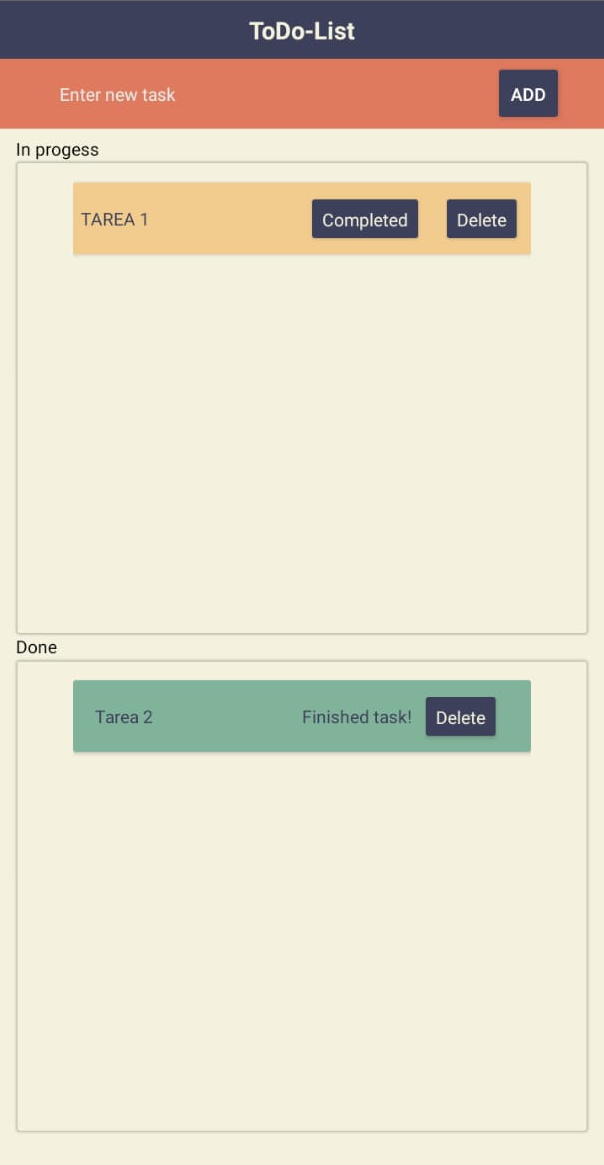 ToDo-List
Enter new task ADD
In progess
TAREA 1 Completed Delete
Done
Tarea 2 Finished task! Delete